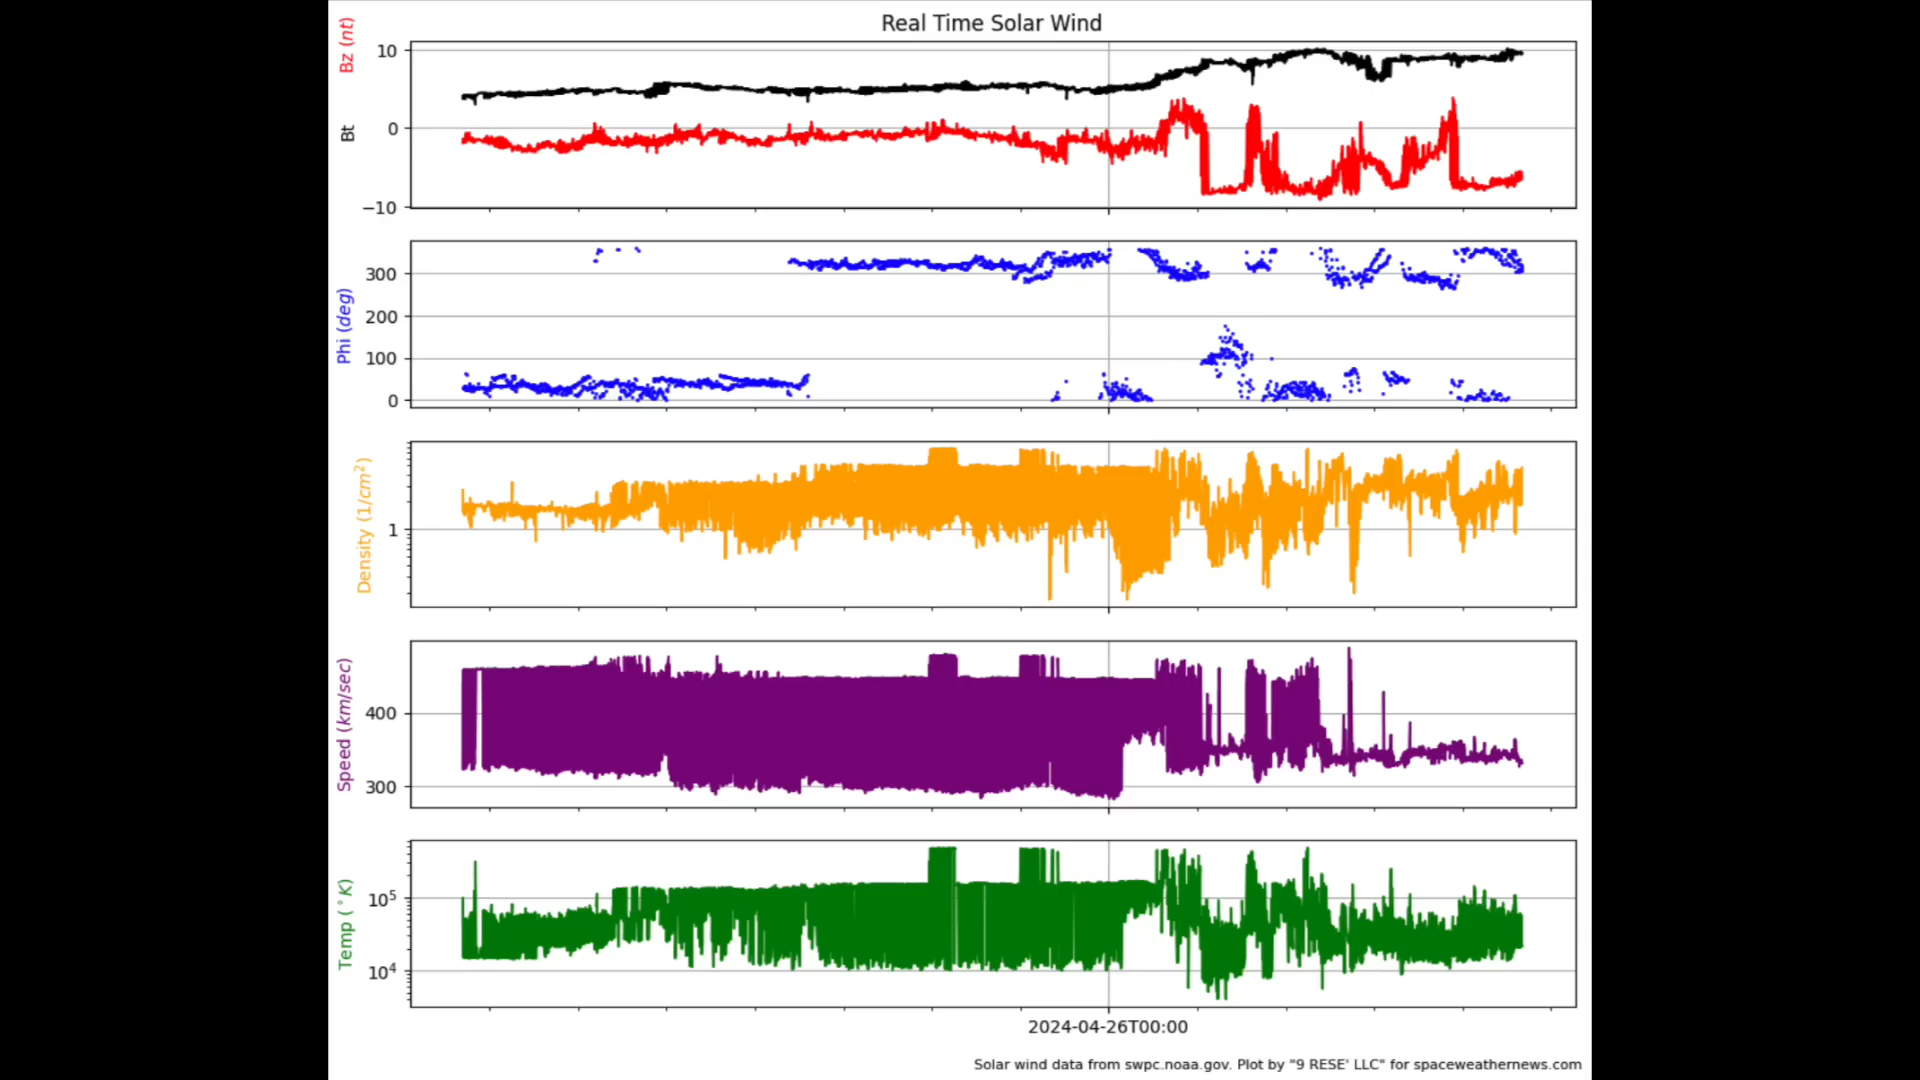 Real Time Solar Wind
Bz (nt)
Bt
10
0
−10
Phi (deg)
300
200
100
0
Density (1/cm²)
1
Speed (km/sec)
400
300
Temp (°K)
10⁵
10⁴
2024-04-26T00:00
Solar wind data from swpc.noaa.gov. Plot by "9 RESE' LLC" for spaceweathernews.com